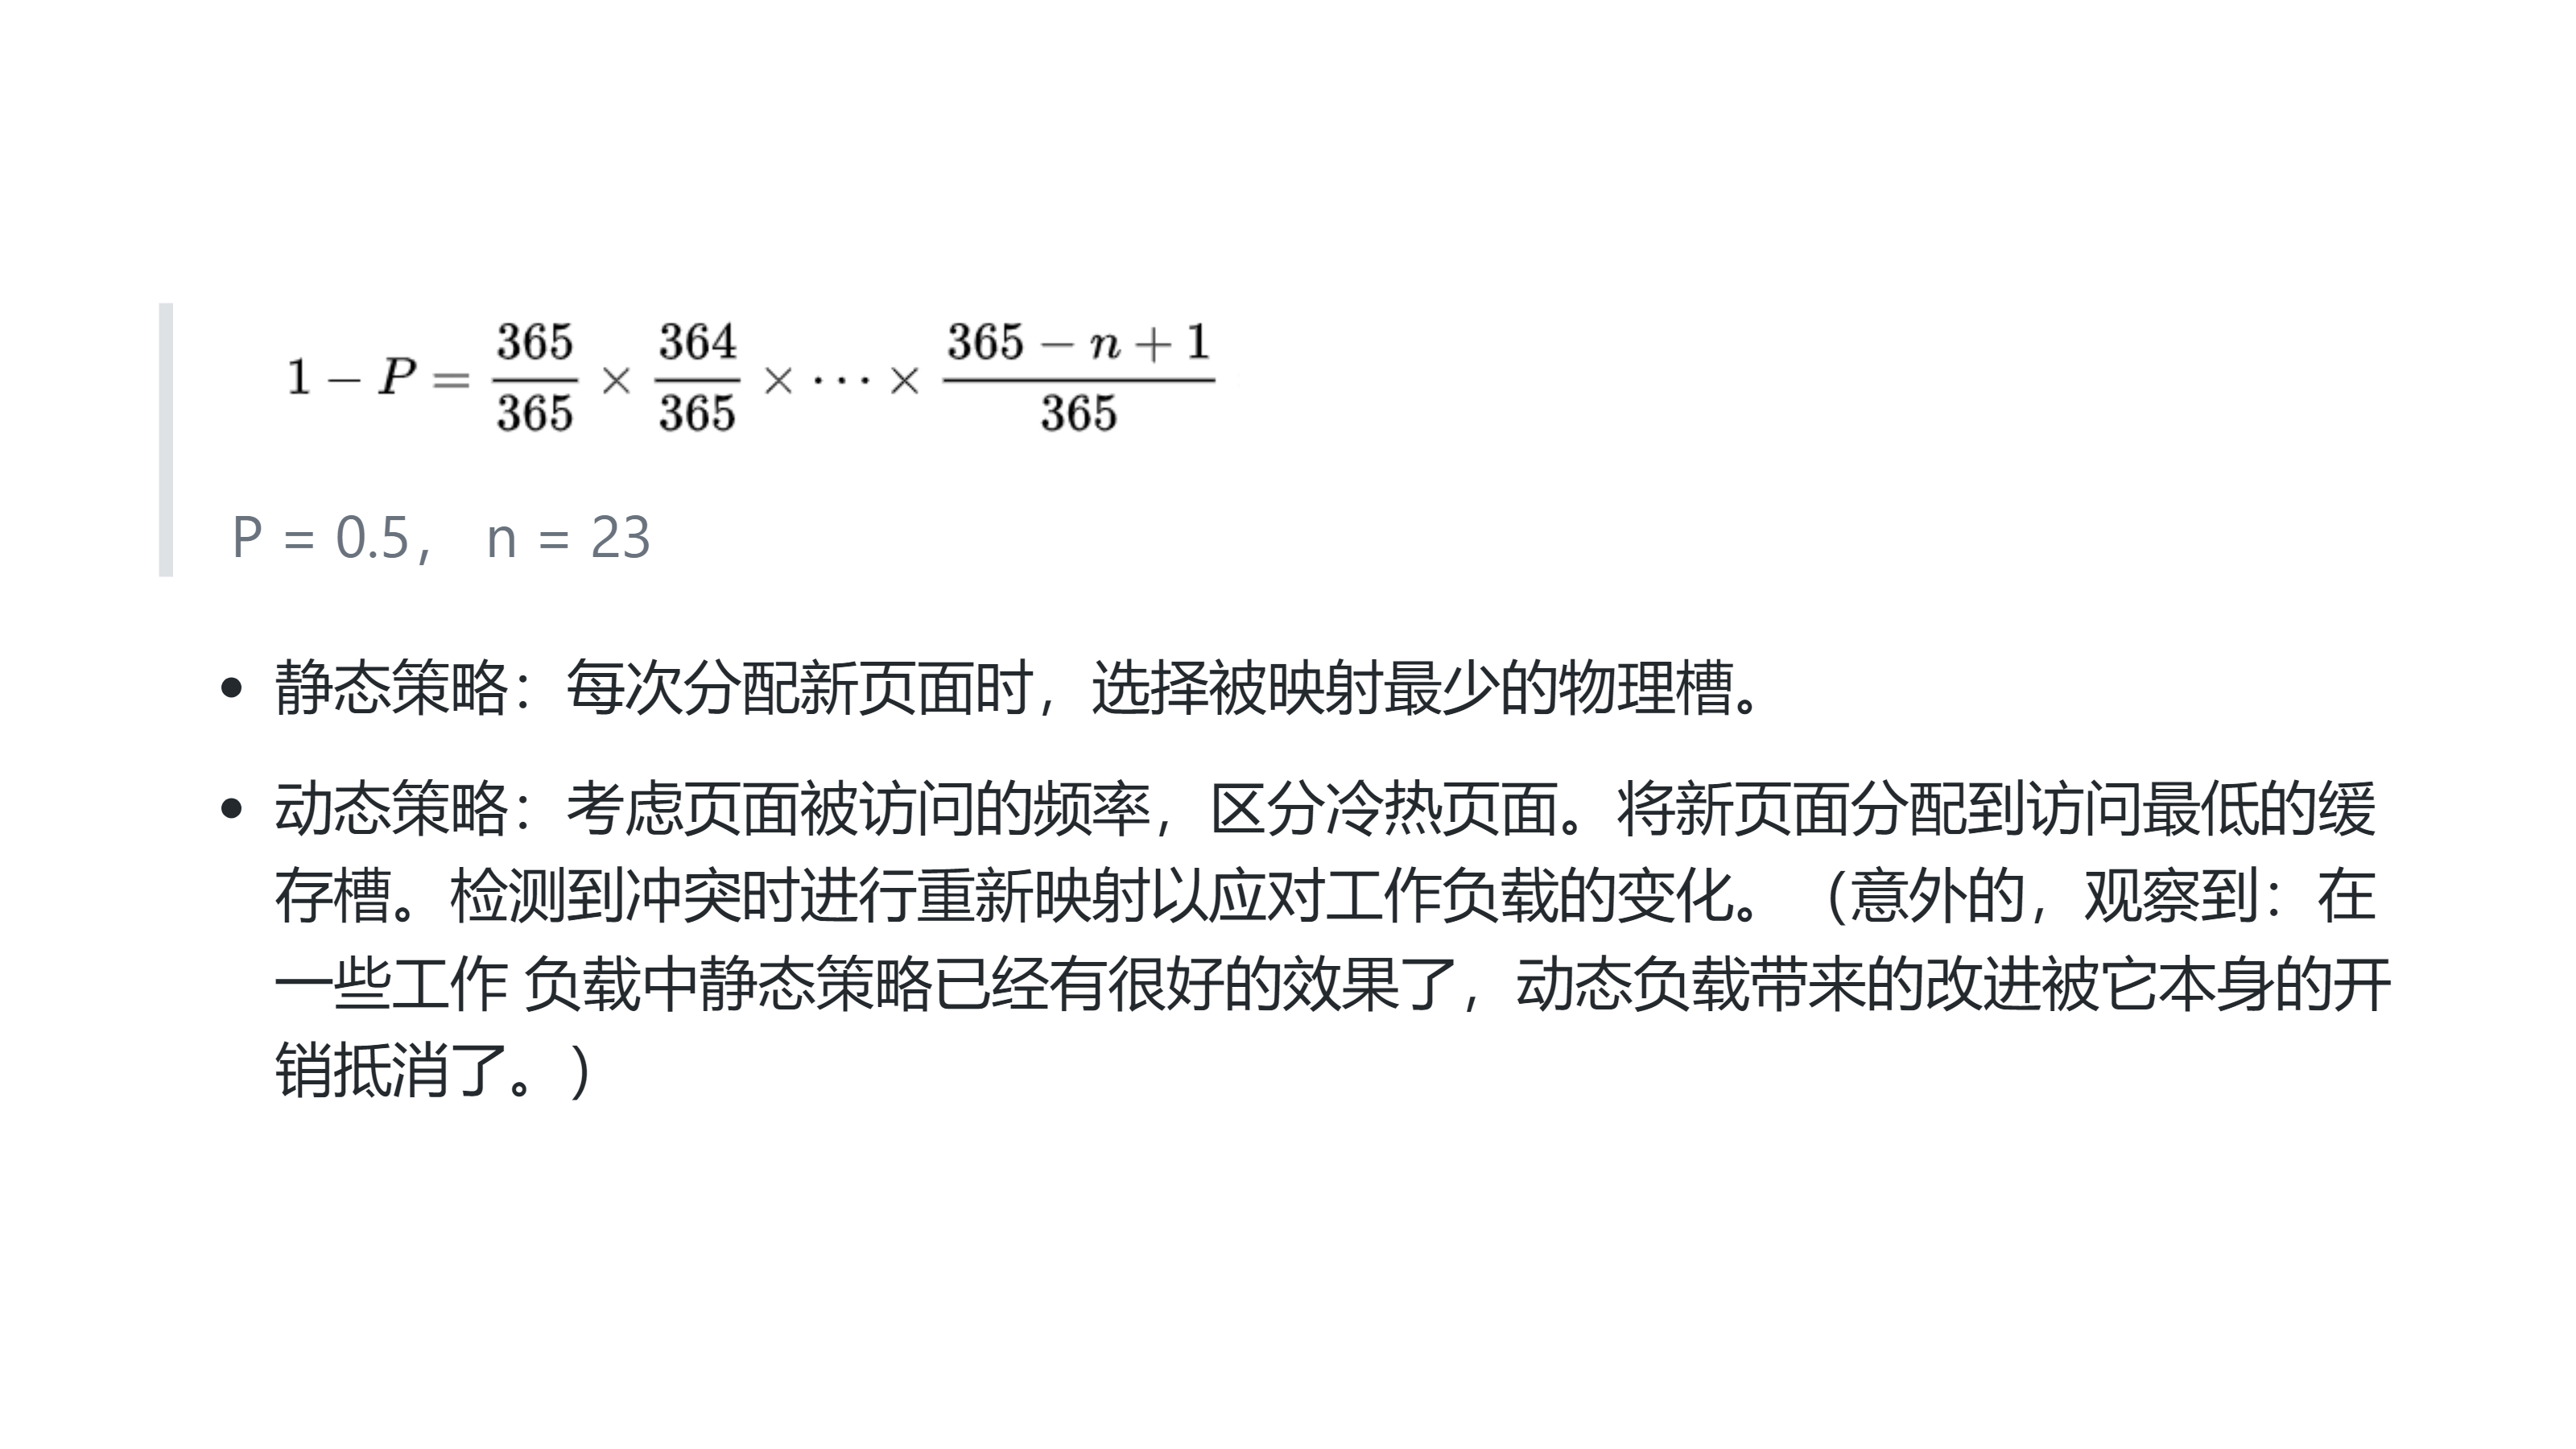 1 − P = 365/365 × 364/365 × ··· × (365 − n + 1)/365
P = 0.5， n = 23
• 静态策略：每次分配新页面时，选择被映射最少的物理槽。
• 动态策略：考虑页面被访问的频率，区分冷热页面。将新页面分配到访问最低的缓
存槽。检测到冲突时进行重新映射以应对工作负载的变化。（意外的，观察到：在
一些工作 负载中静态策略已经有很好的效果了，动态负载带来的改进被它本身的开
销抵消了。）